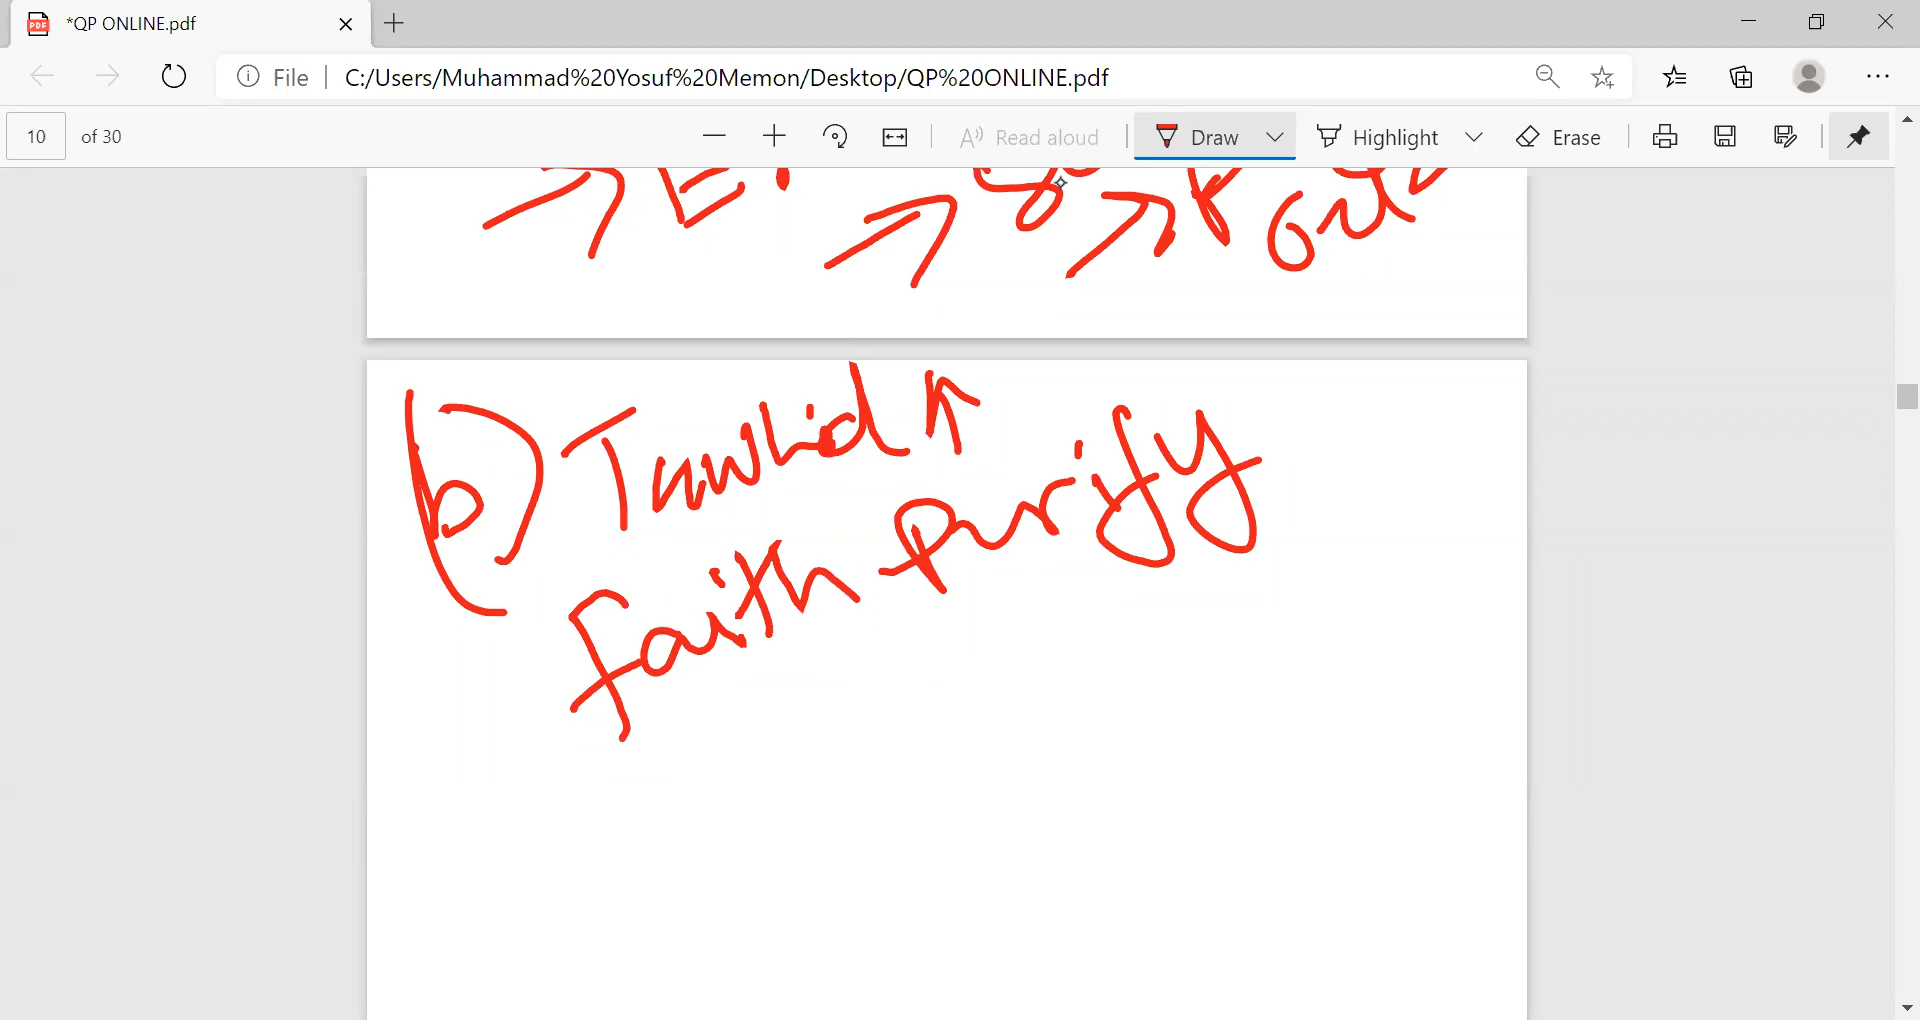 *QP ONLINE.pdf
File | C:/Users/Muhammad%20Yosuf%20Memon/Desktop/QP%20ONLINE.pdf
10 of 30 Read aloud Draw Highlight Erase
b) Tawhid ↑
faith purify